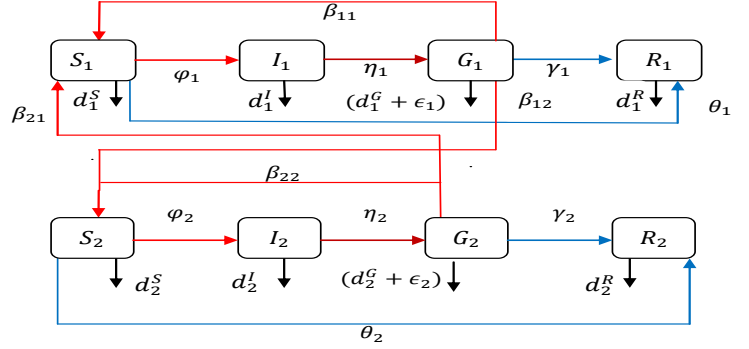 β₁₁
S₁ φ₁ I₁ η₁ G₁ γ₁ R₁
β₂₁ d₁ˢ d₁ᴵ (d₁ᴳ + ϵ₁) β₁₂ d₁ᴿ θ₁
β₂₂
S₂ φ₂ I₂ η₂ G₂ γ₂ R₂
d₂ˢ d₂ᴵ (d₂ᴳ + ϵ₂) d₂ᴿ
θ₂